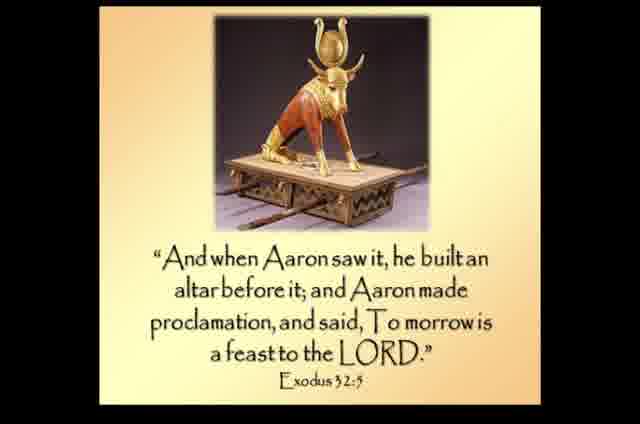 “And when Aaron saw it, he built an
altar before it; and Aaron made
proclamation, and said, To morrow is
a feast to the LORD.”
Exodus 32:5